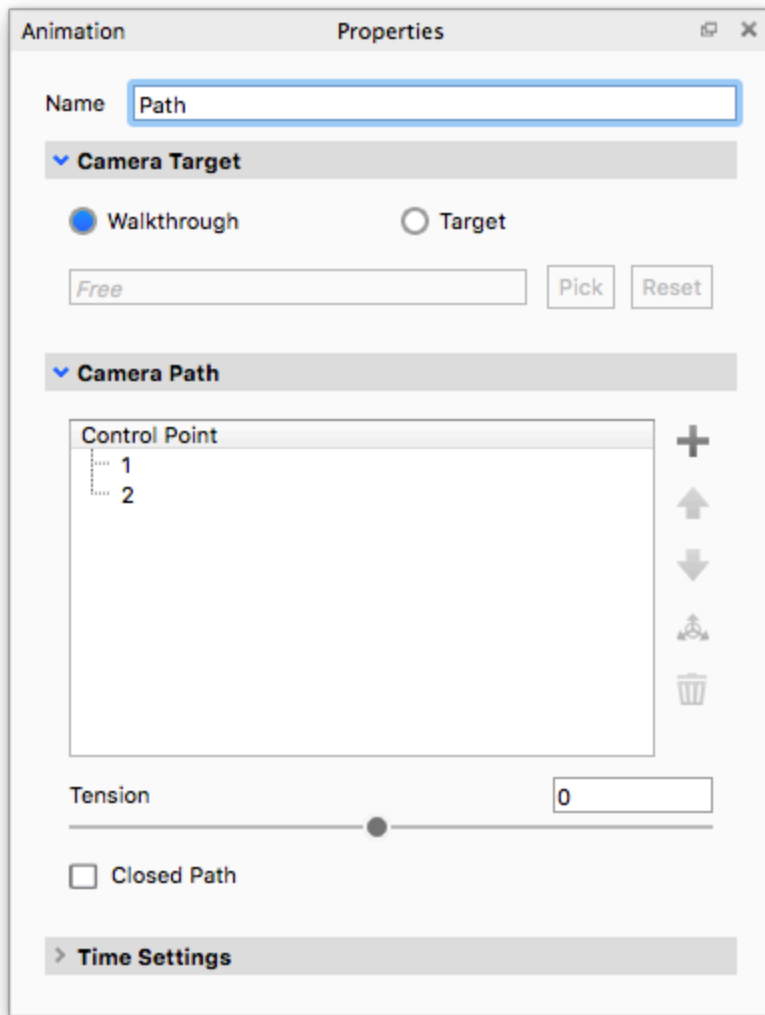 Animation Properties
Name Path
Camera Target
Walkthrough Target
Free Pick Reset
Camera Path
Control Point
1
2
Tension 0
Closed Path
Time Settings